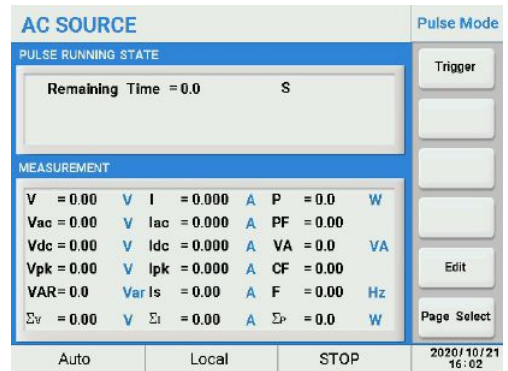 AC SOURCE
Pulse Mode
PULSE RUNNING STATE
Remaining Time = 0.0 S
MEASUREMENT
V = 0.00 V I = 0.000 A P = 0.0 W
Vac = 0.00 V Iac = 0.000 A PF = 0.00
Vdc = 0.00 V Idc = 0.000 A VA = 0.0 VA
Vpk = 0.00 V Ipk = 0.000 A CF = 0.00
VAR= 0.0 Var Is = 0.00 A F = 0.00 Hz
Σv = 0.00 V ΣI = 0.00 A ΣP = 0.0 W
Trigger
Edit
Page Select
Auto Local STOP
2020/10/21
16:02